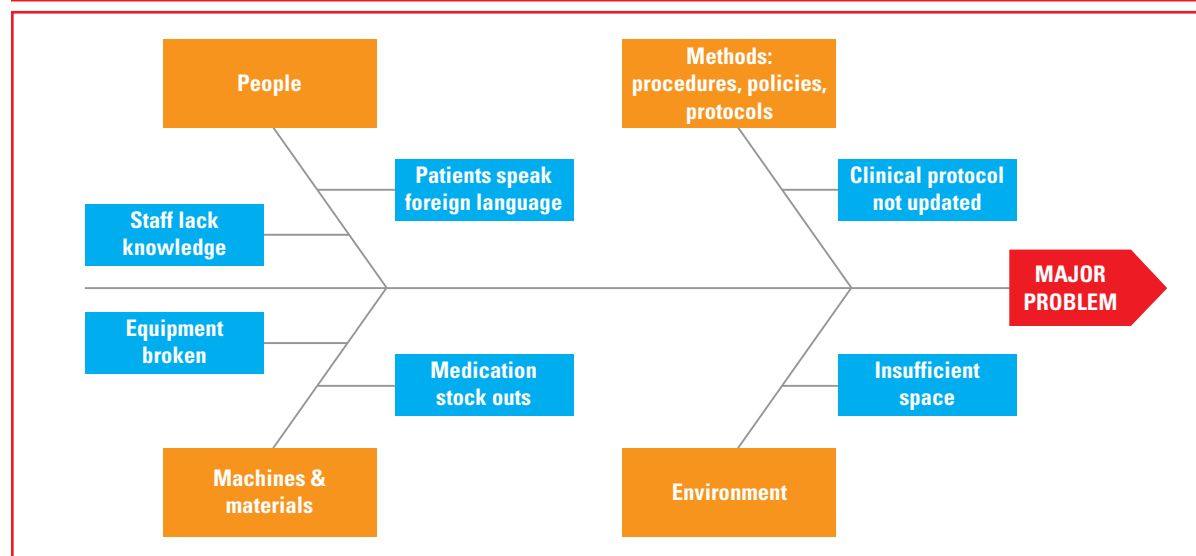 People
Methods:
procedures, policies,
protocols
Patients speak
foreign language
Clinical protocol
not updated
Staff lack
knowledge
MAJOR
PROBLEM
Equipment
broken
Medication
stock outs
Insufficient
space
Machines &
materials
Environment